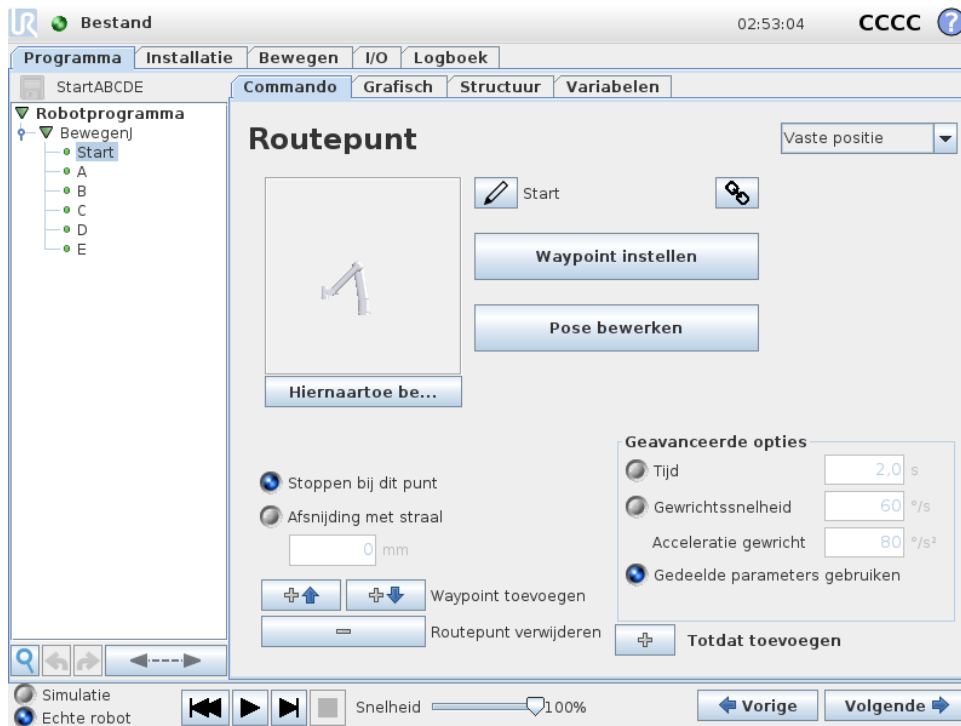 UR Bestand 02:53:04 CCCC ?
Programma Installatie Bewegen I/O Logboek
StartABCDE
Commando Grafisch Structuur Variabelen
Robotprogramma
BewegenJ
Start
A
B
C
D
E
Routepunt
Vaste positie
Start
Waypoint instellen
Pose bewerken
Hiernaartoe be...
Stoppen bij dit punt
Afsnijding met straal
0 mm
Waypoint toevoegen
Routepunt verwijderen
Geavanceerde opties
Tijd 2,0 s
Gewrichtssnelheid 60 °/s
Acceleratie gewricht 80 °/s²
Gedeelde parameters gebruiken
Totdat toevoegen
Simulatie
Echte robot
Snelheid 100%
Vorige
Volgende